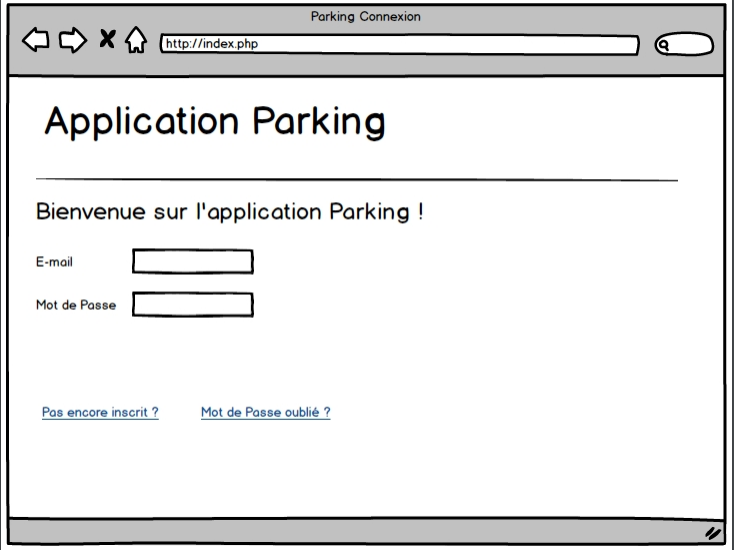 Parking Connexion
http://index.php
Application Parking
Bienvenue sur l'application Parking !
E-mail
Mot de Passe
Pas encore inscrit ? Mot de Passe oublié ?